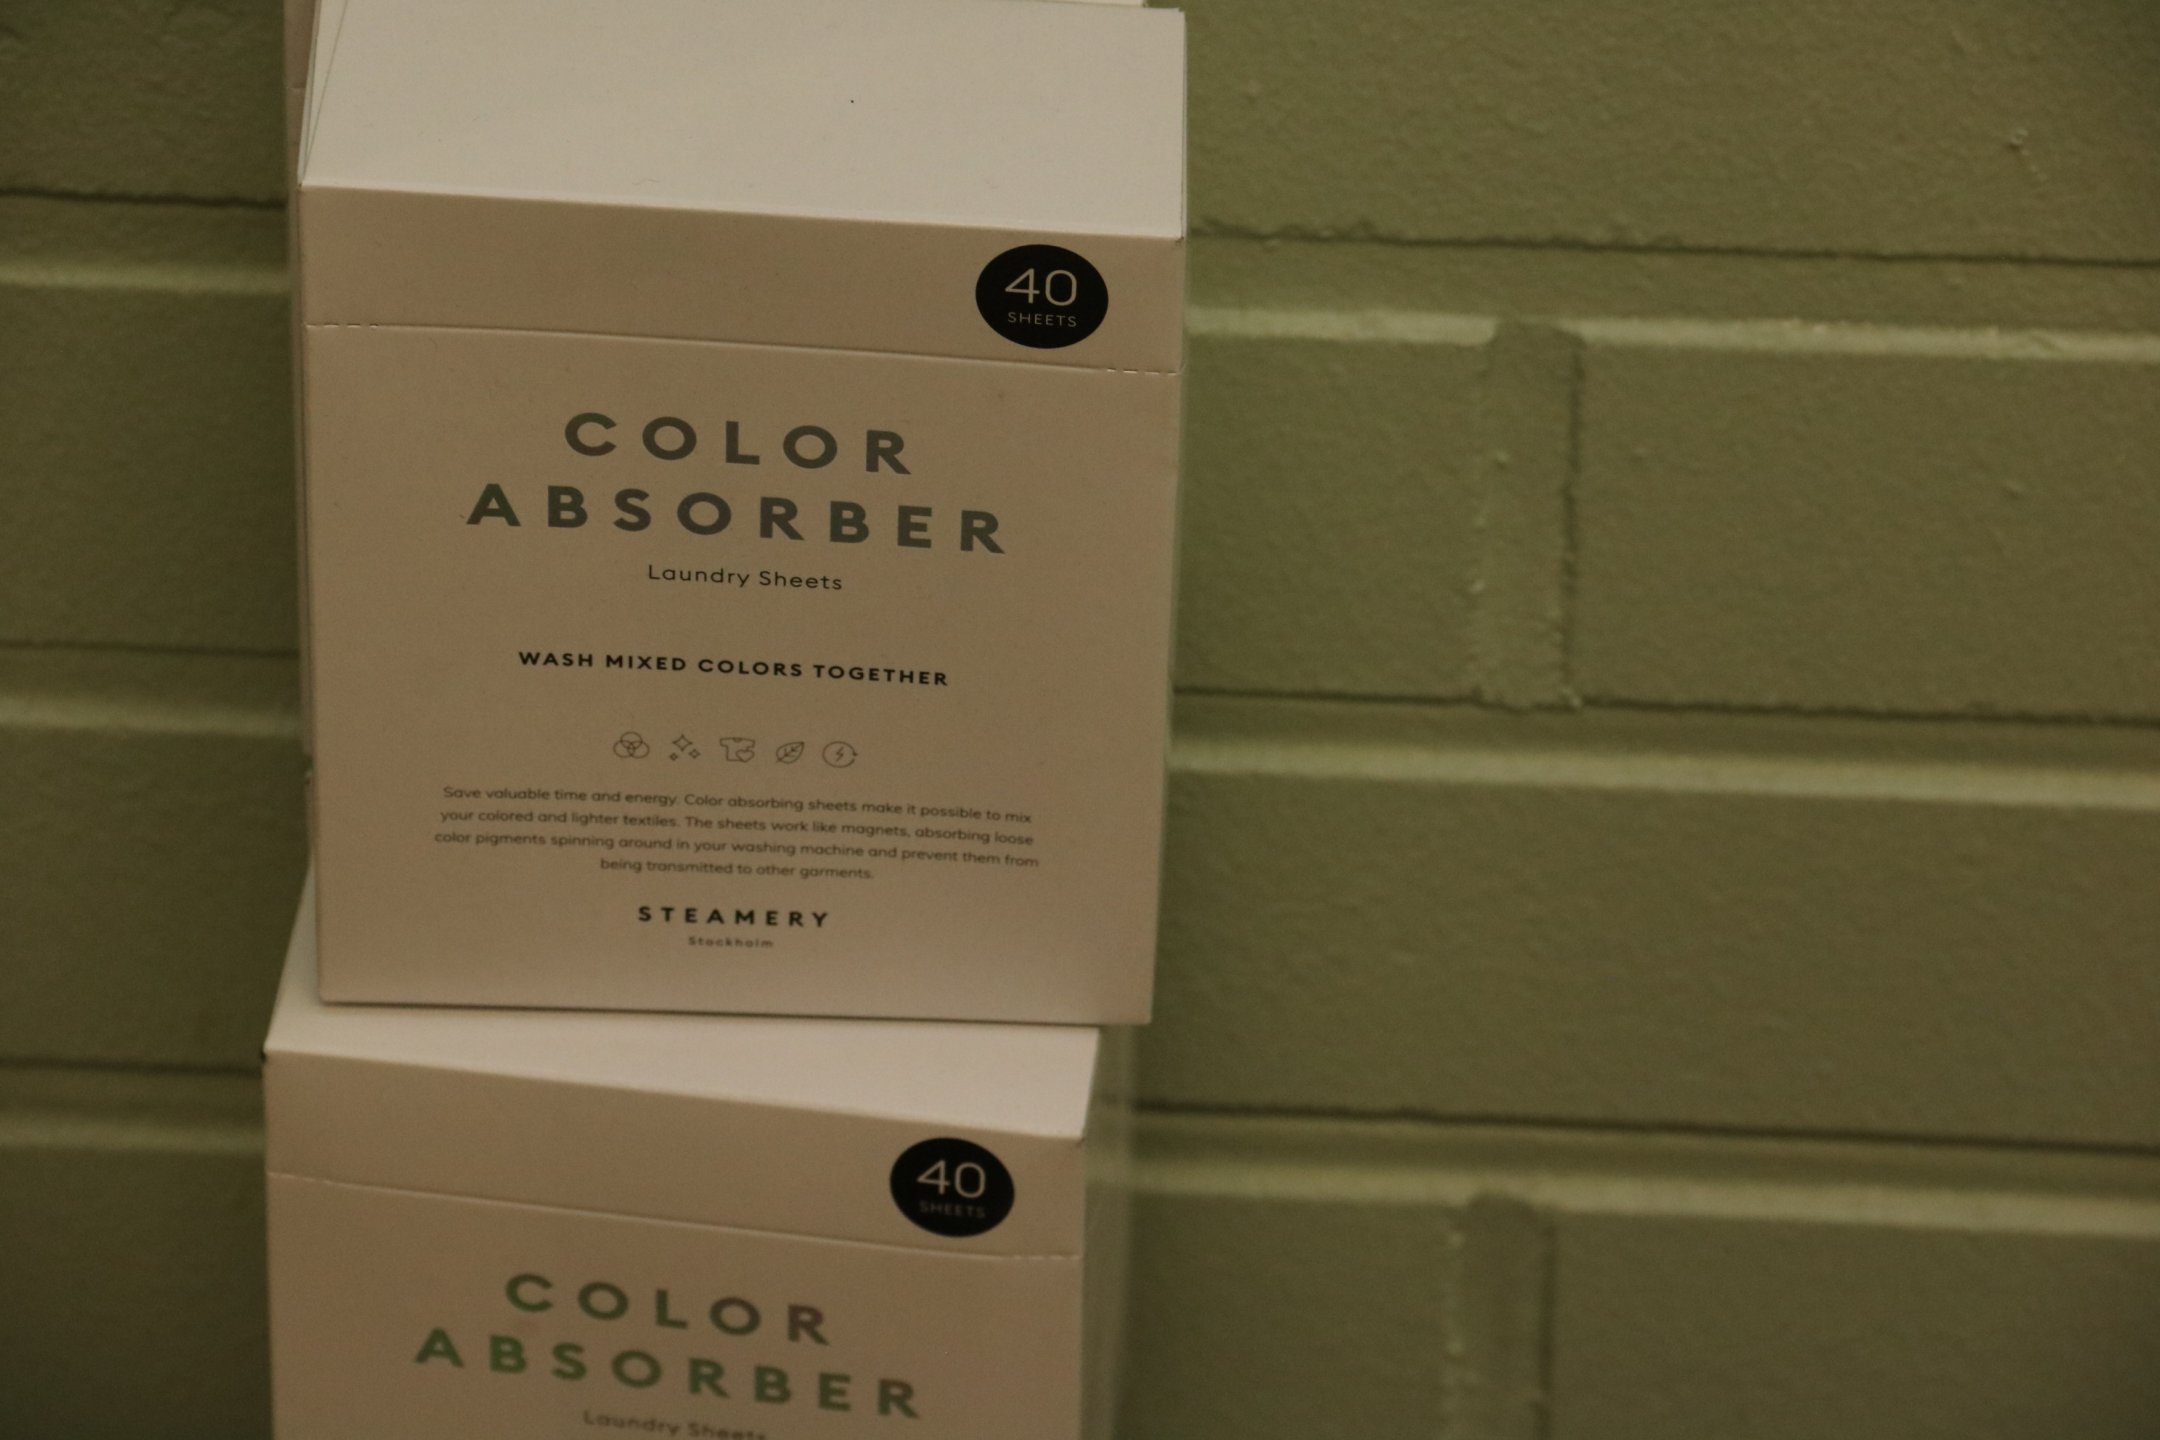 40
SHEETS
COLOR
ABSORBER
Laundry Sheets
WASH MIXED COLORS TOGETHER
Save valuable time and energy. Color absorbing sheets make it possible to mix
your colored and lighter textiles. The sheets work like magnets, absorbing loose
color pigments spinning around in your washing machine and prevent them from
being transmitted to other garments.
STEAMERY
Stockholm
40
SHEETS
COLOR
ABSORBER
Laundry Sheets